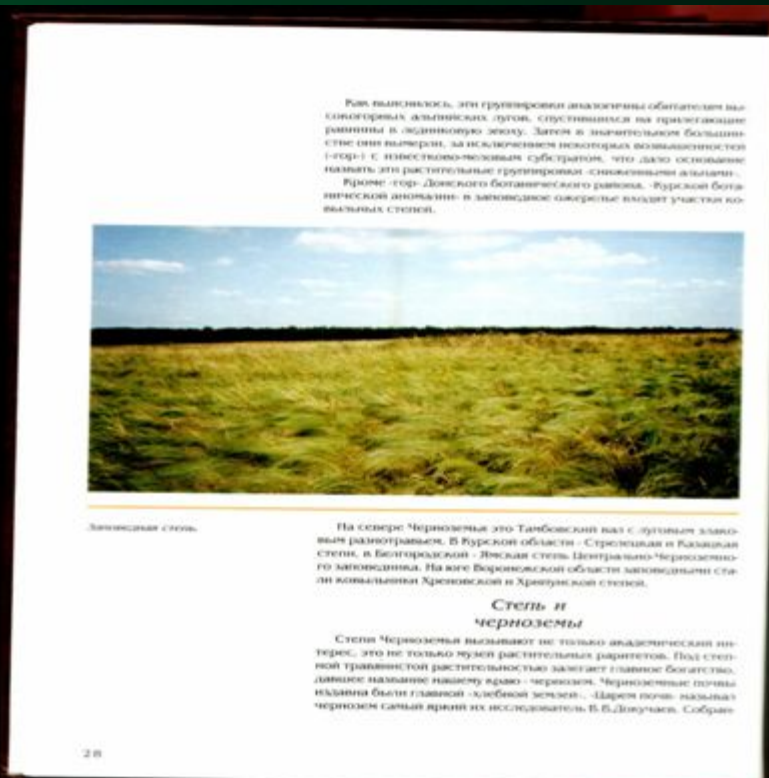 Как выяснилось, эти группировки аналогичны обитателям вы-
сокогорных альпийских лугов, спустившихся на прилегающие
равнины в ледниковую эпоху. Затем в значительном большин-
стве они вымерли, за исключением некоторых возвышенностей
(«гор») с известково-меловым субстратом, что дало основание
назвать эти растительные группировки «сниженными альпами».
Кроме «гор» Донского ботанического района, «Курской бота-
нической аномалии» в заповедное ожерелье входят участки ко-
выльных степей.
Заповедная степь.
На севере Черноземья это Тамбовский вал с луговым злако-
вым разнотравьем. В Курской области - Стрелецкая и Казацкая
степи, в Белгородской - Ямская степь Центрально-Черноземно-
го заповедника. На юге Воронежской области заповедными ста-
ли ковыльники Хреновской и Хрипунской степей.
Степь и
черноземы
Степи Черноземья вызывают не только академический ин-
терес, это не только музей растительных раритетов. Под степ-
ной травянистой растительностью залегает главное богатство,
давшее название нашему краю - чернозем. Черноземные почвы
издавна были главной «хлебной землей». «Царем почв» называл
чернозем самый яркий их исследователь В.В.Докучаев. Собран-
28